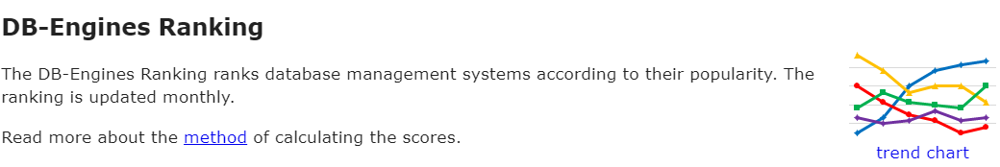 DB-Engines Ranking
The DB-Engines Ranking ranks database management systems according to their popularity. The
ranking is updated monthly.
Read more about the method of calculating the scores.
trend chart